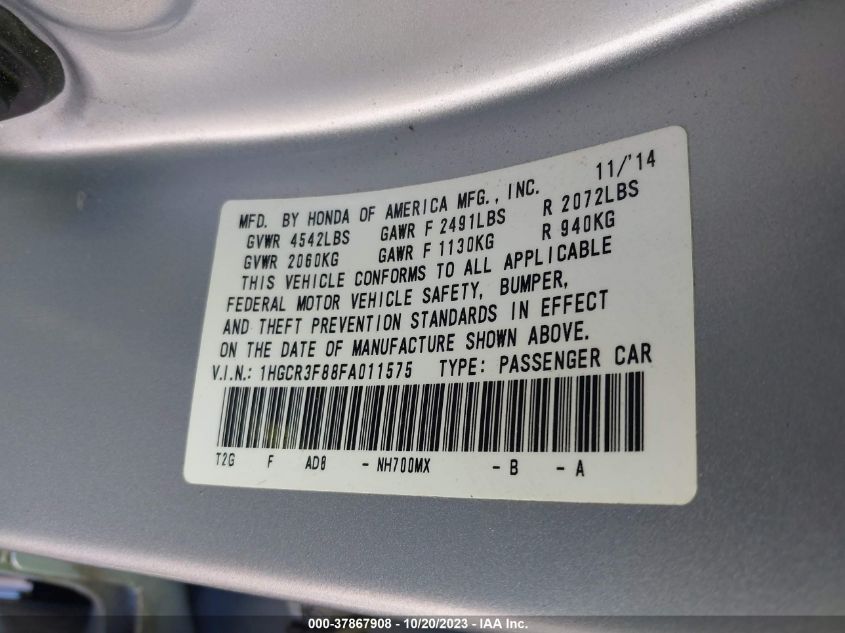 11/'14
MFD. BY HONDA OF AMERICA MFG., INC.
GVWR 4542LBS GAWR F 2491LBS R 2072LBS
GVWR 2060KG GAWR F 1130KG R 940KG
THIS VEHICLE CONFORMS TO ALL APPLICABLE
FEDERAL MOTOR VEHICLE SAFETY, BUMPER,
AND THEFT PREVENTION STANDARDS IN EFFECT
ON THE DATE OF MANUFACTURE SHOWN ABOVE.
V.I.N.: 1HGCR3F88FA011575 TYPE: PASSENGER CAR
T2G F AD8 - NH700MX - B - A
000-37867908 | 10/20/2023 - IAA Inc.